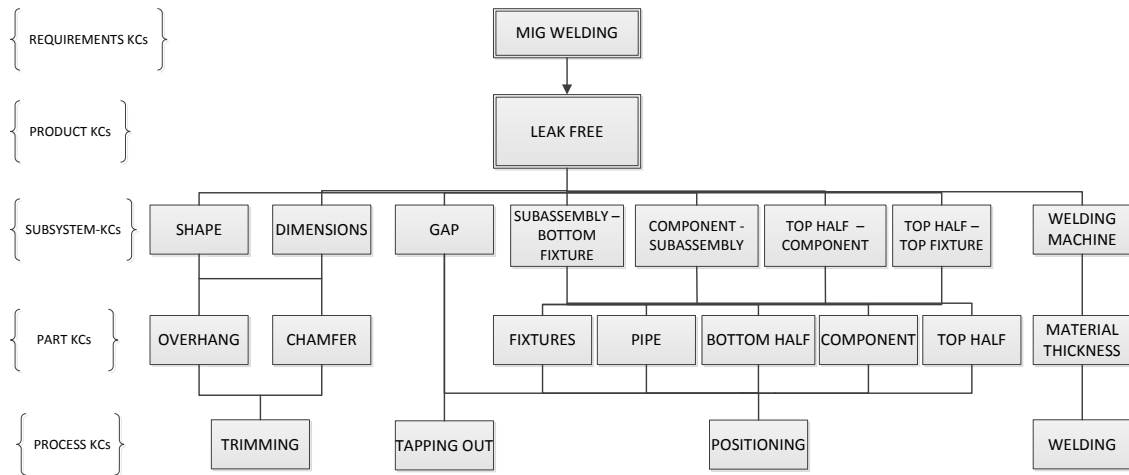 REQUIREMENTS KCs
MIG WELDING
PRODUCT KCs
LEAK FREE
SUBSYSTEM-KCs
SHAPE
DIMENSIONS
GAP
SUBASSEMBLY –
BOTTOM
FIXTURE
COMPONENT -
SUBASSEMBLY
TOP HALF –
COMPONENT
TOP HALF –
TOP FIXTURE
WELDING
MACHINE
PART KCs
OVERHANG
CHAMFER
FIXTURES
PIPE
BOTTOM HALF
COMPONENT
TOP HALF
MATERIAL
THICKNESS
PROCESS KCs
TRIMMING
TAPPING OUT
POSITIONING
WELDING